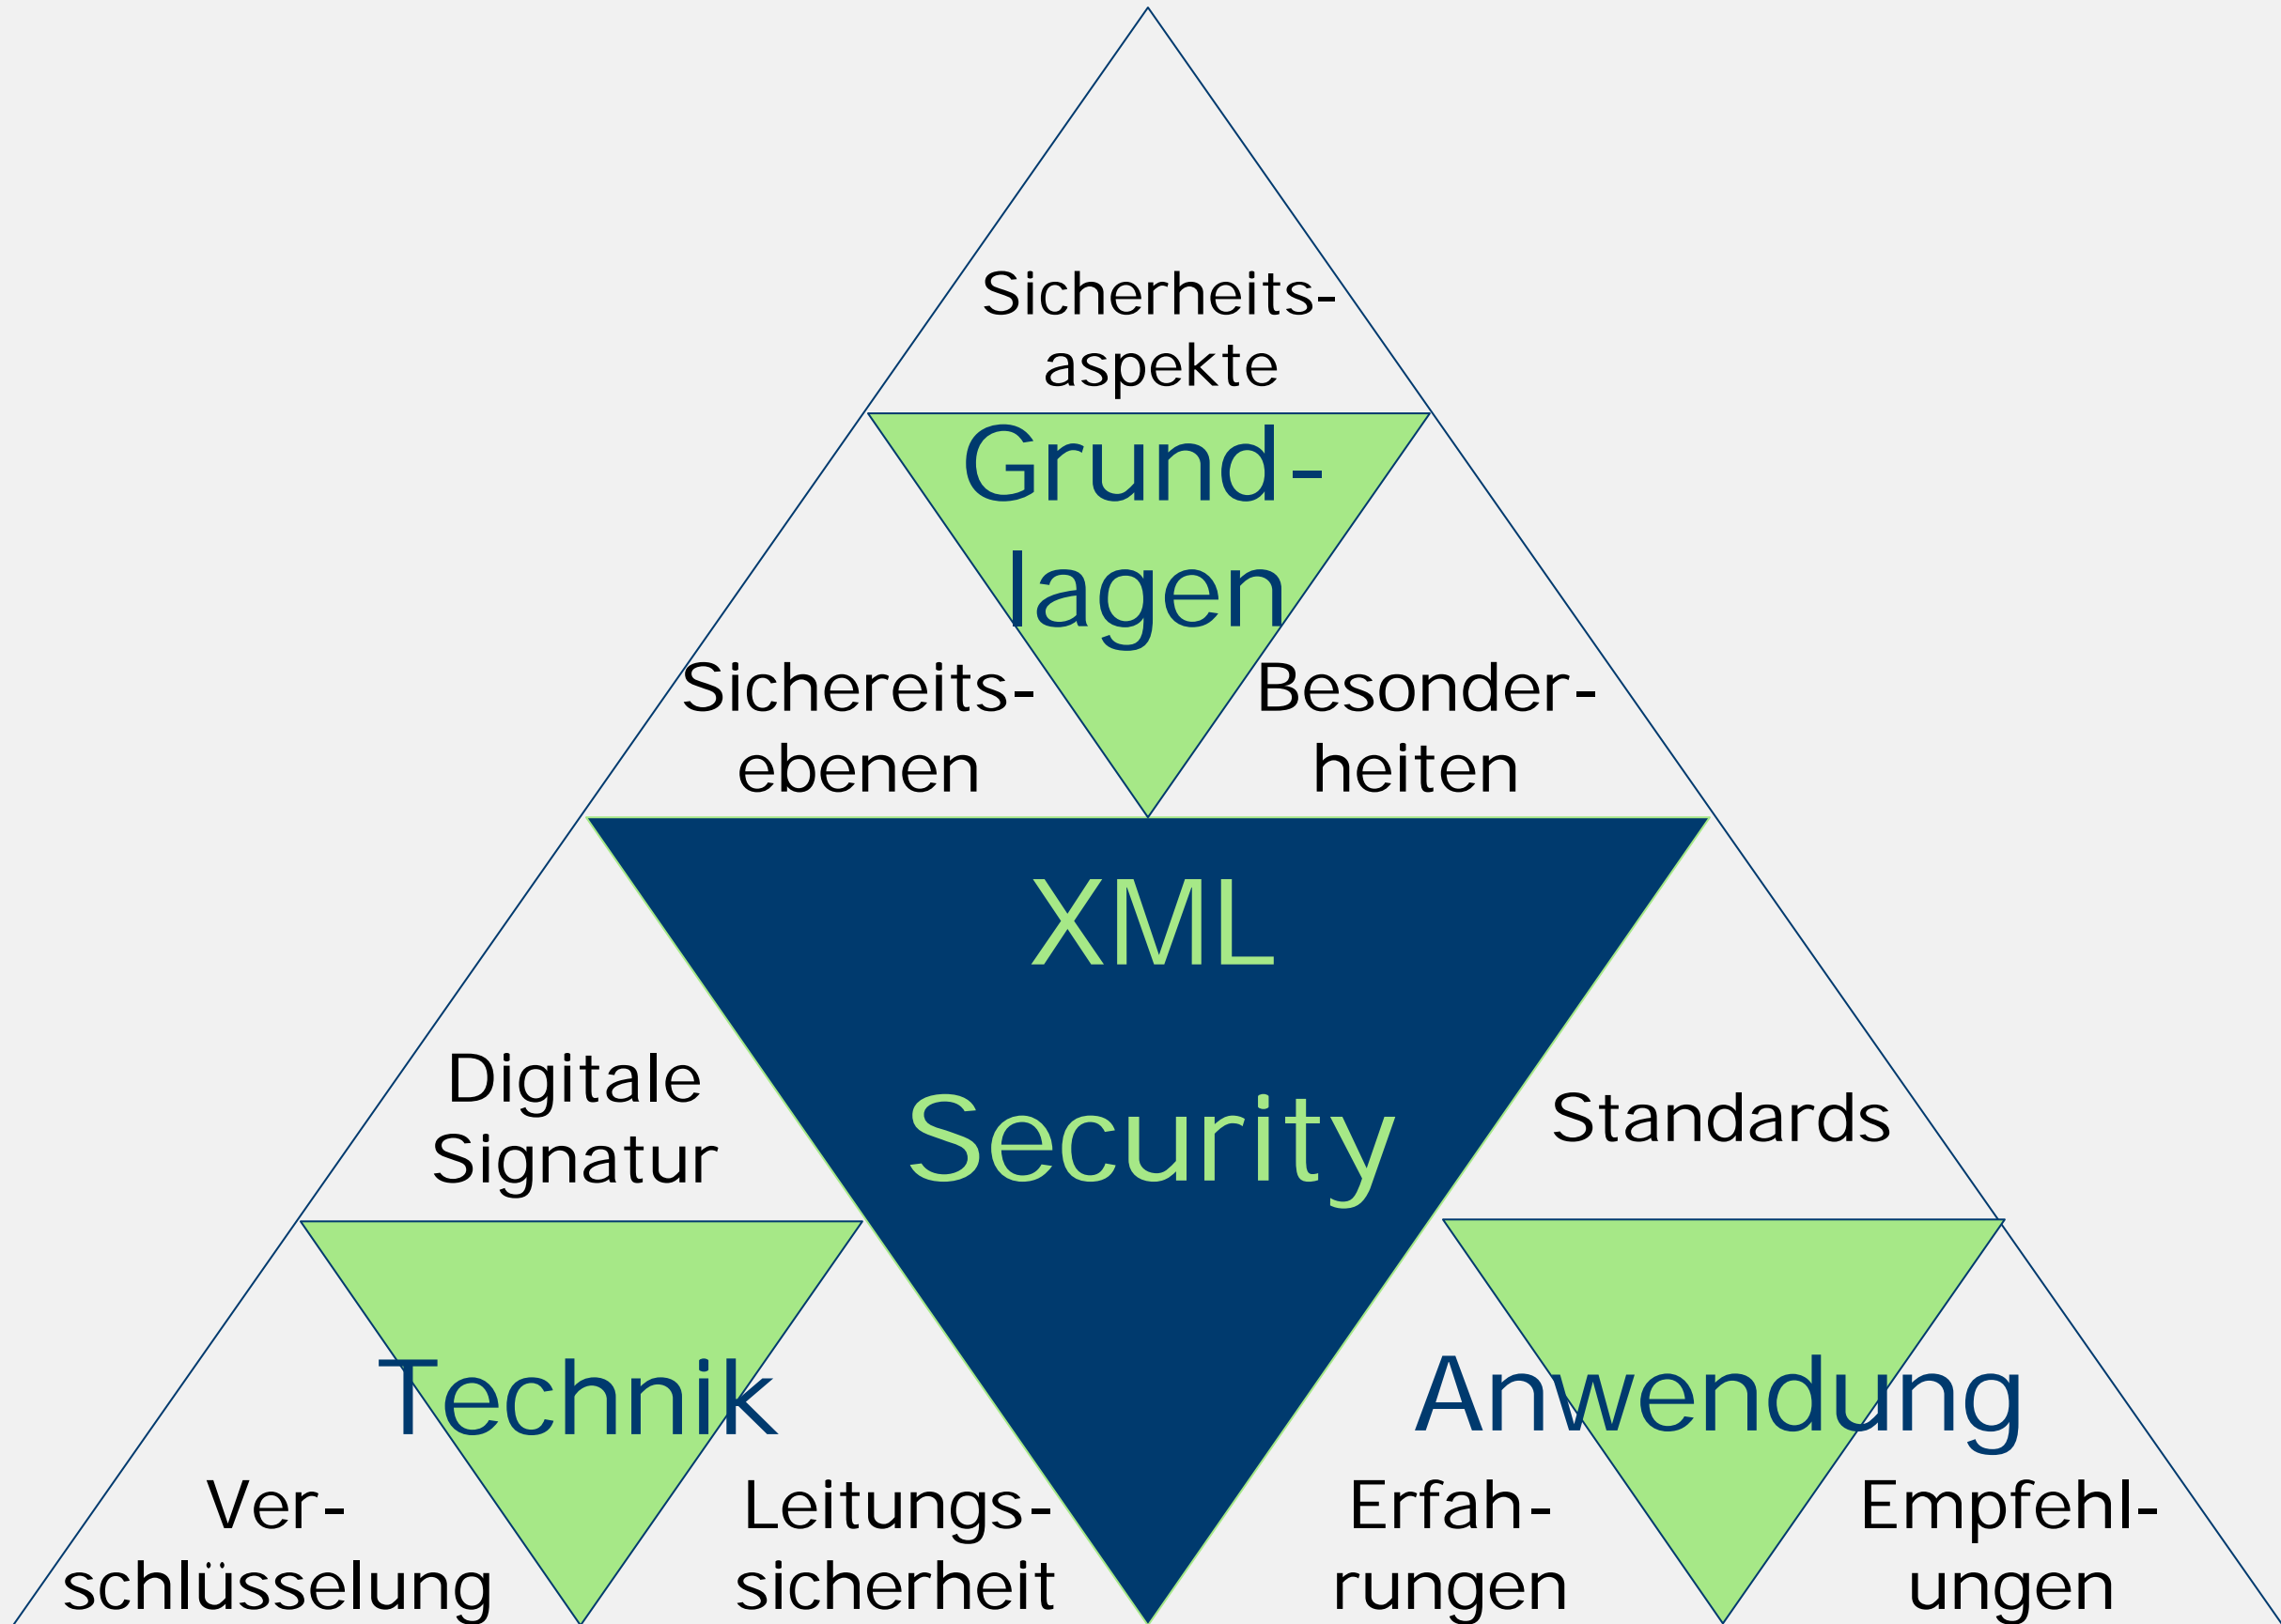 Sicherheits-
aspekte
Grund-
lagen
Sichereits-
ebenen
Besonder-
heiten
XML
Security
Digitale
Signatur
Standards
Technik
Anwendung
Ver-
schlüsselung
Leitungs-
sicherheit
Erfah-
rungen
Empfehl-
ungen